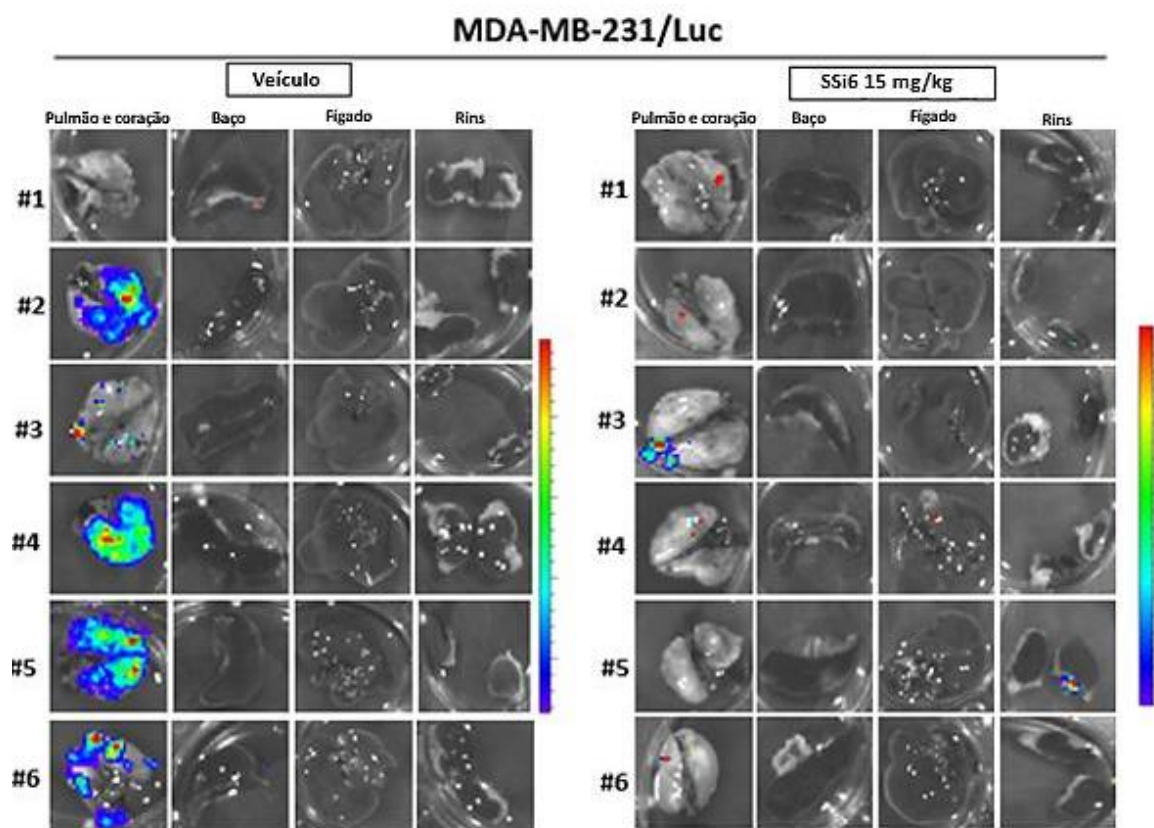 MDA-MB-231/Luc
Veículo
SSi6 15 mg/kg
Pulmão e coração Baço Fígado Rins
Pulmão e coração Baço Fígado Rins
#1
#2
#3
#4
#5
#6
#1
#2
#3
#4
#5
#6